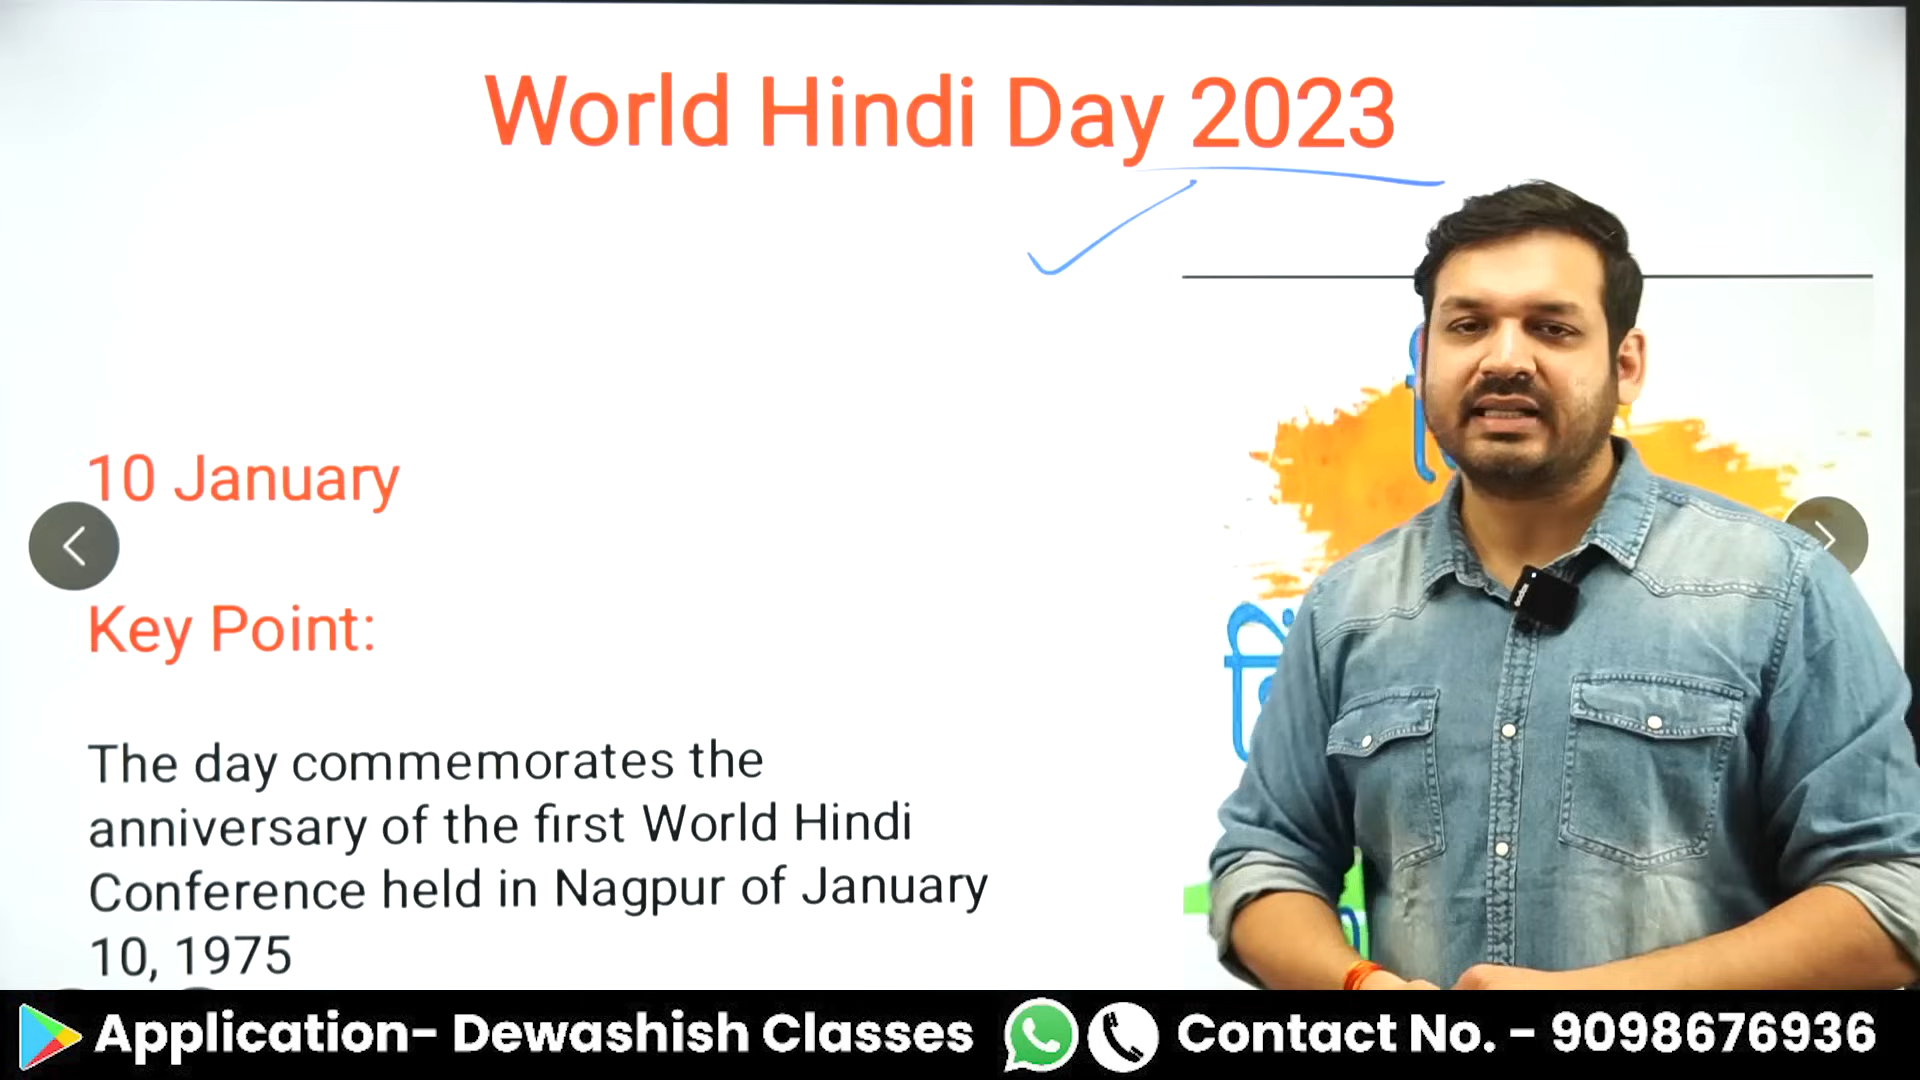 World Hindi Day 2023
10 January
Key Point:
The day commemorates the
anniversary of the first World Hindi
Conference held in Nagpur of January
10, 1975
Application- Dewashish Classes
Contact No. - 9098676936